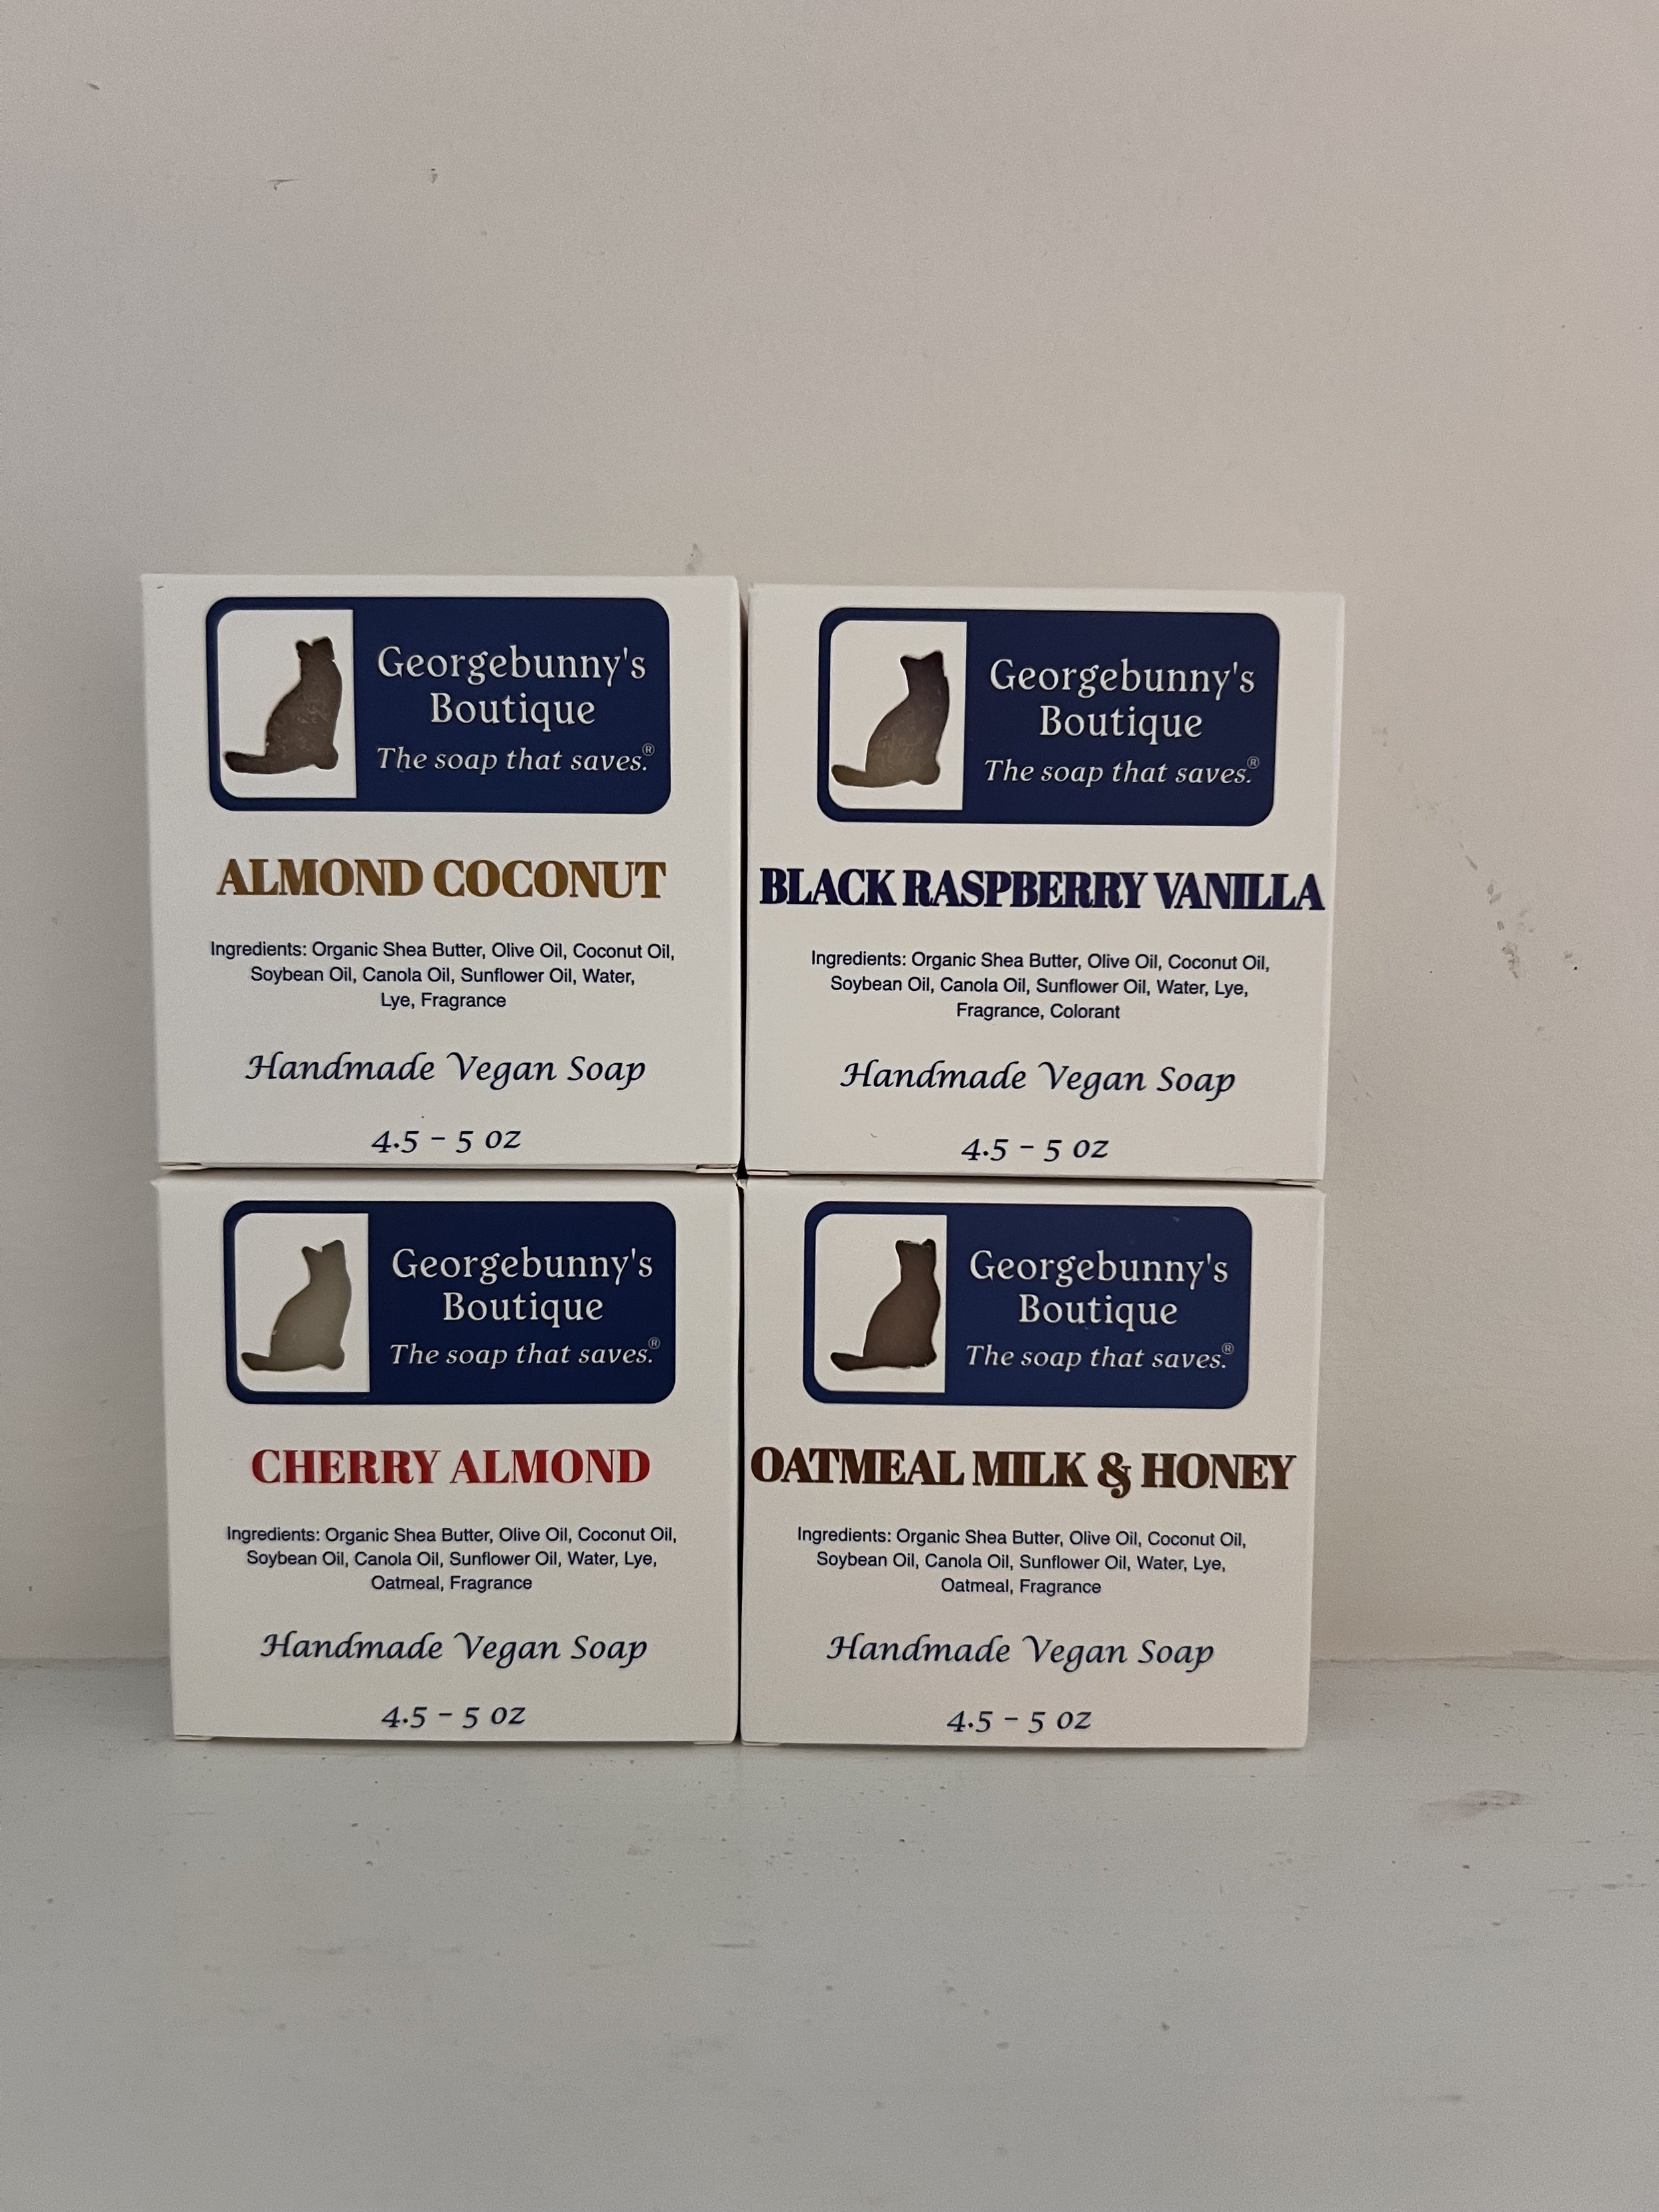 Georgebunny's
Boutique
The soap that saves.®
ALMOND COCONUT
Ingredients: Organic Shea Butter, Olive Oil, Coconut Oil,
Soybean Oil, Canola Oil, Sunflower Oil, Water,
Lye, Fragrance
Handmade Vegan Soap
4.5 - 5 oz
Georgebunny's
Boutique
The soap that saves.®
BLACK RASPBERRY VANILLA
Ingredients: Organic Shea Butter, Olive Oil, Coconut Oil,
Soybean Oil, Canola Oil, Sunflower Oil, Water, Lye,
Fragrance, Colorant
Handmade Vegan Soap
4.5 - 5 oz
Georgebunny's
Boutique
The soap that saves.®
CHERRY ALMOND
Ingredients: Organic Shea Butter, Olive Oil, Coconut Oil,
Soybean Oil, Canola Oil, Sunflower Oil, Water, Lye,
Oatmeal, Fragrance
Handmade Vegan Soap
4.5 - 5 oz
Georgebunny's
Boutique
The soap that saves.®
OATMEAL MILK & HONEY
Ingredients: Organic Shea Butter, Olive Oil, Coconut Oil,
Soybean Oil, Canola Oil, Sunflower Oil, Water, Lye,
Oatmeal, Fragrance
Handmade Vegan Soap
4.5 - 5 oz